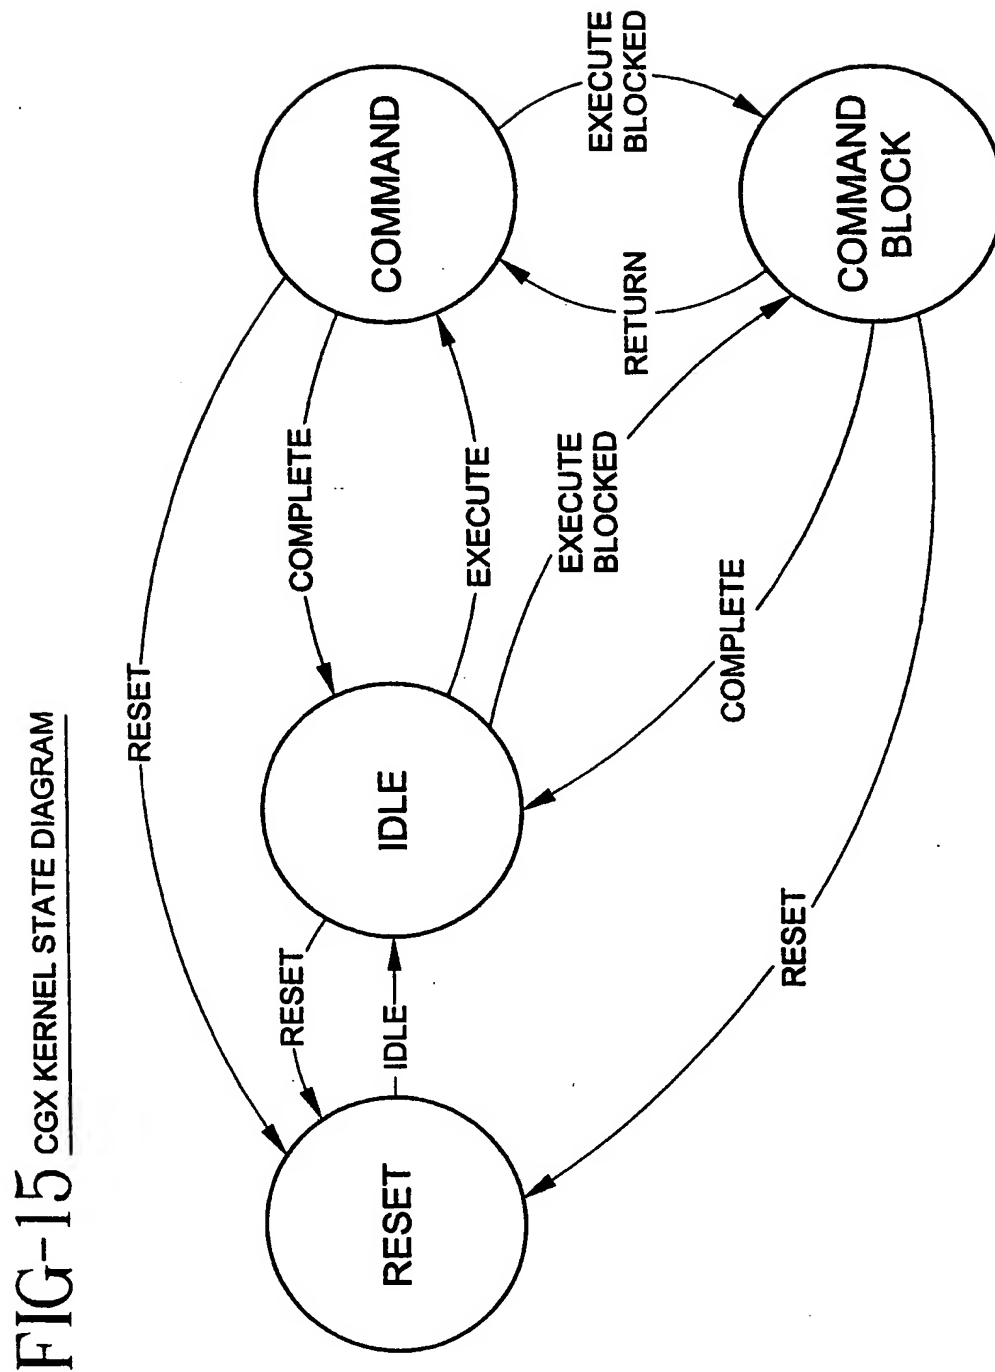 FIG-15 CGX KERNEL STATE DIAGRAM
RESET
RESET
COMPLETE
COMMAND
RESET
IDLE
IDLE
EXECUTE
RETURN
EXECUTE
BLOCKED
EXECUTE
BLOCKED
RESET
COMPLETE
COMMAND
BLOCK
RESET